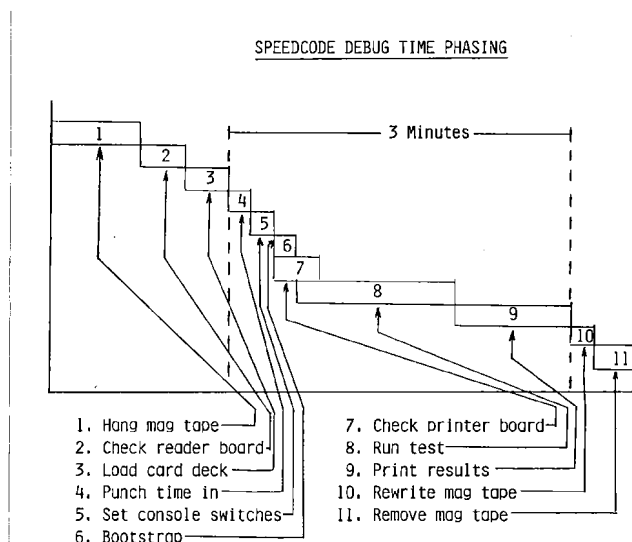 SPEEDCODE DEBUG TIME PHASING
3 Minutes
1
2
3
4
5
6
7
8
9
10
11
1. Hang mag tape
2. Check reader board
3. Load card deck
4. Punch time in
5. Set console switches
6. Bootstrap
7. Check printer board
8. Run test
9. Print results
10. Rewrite mag tape
11. Remove mag tape